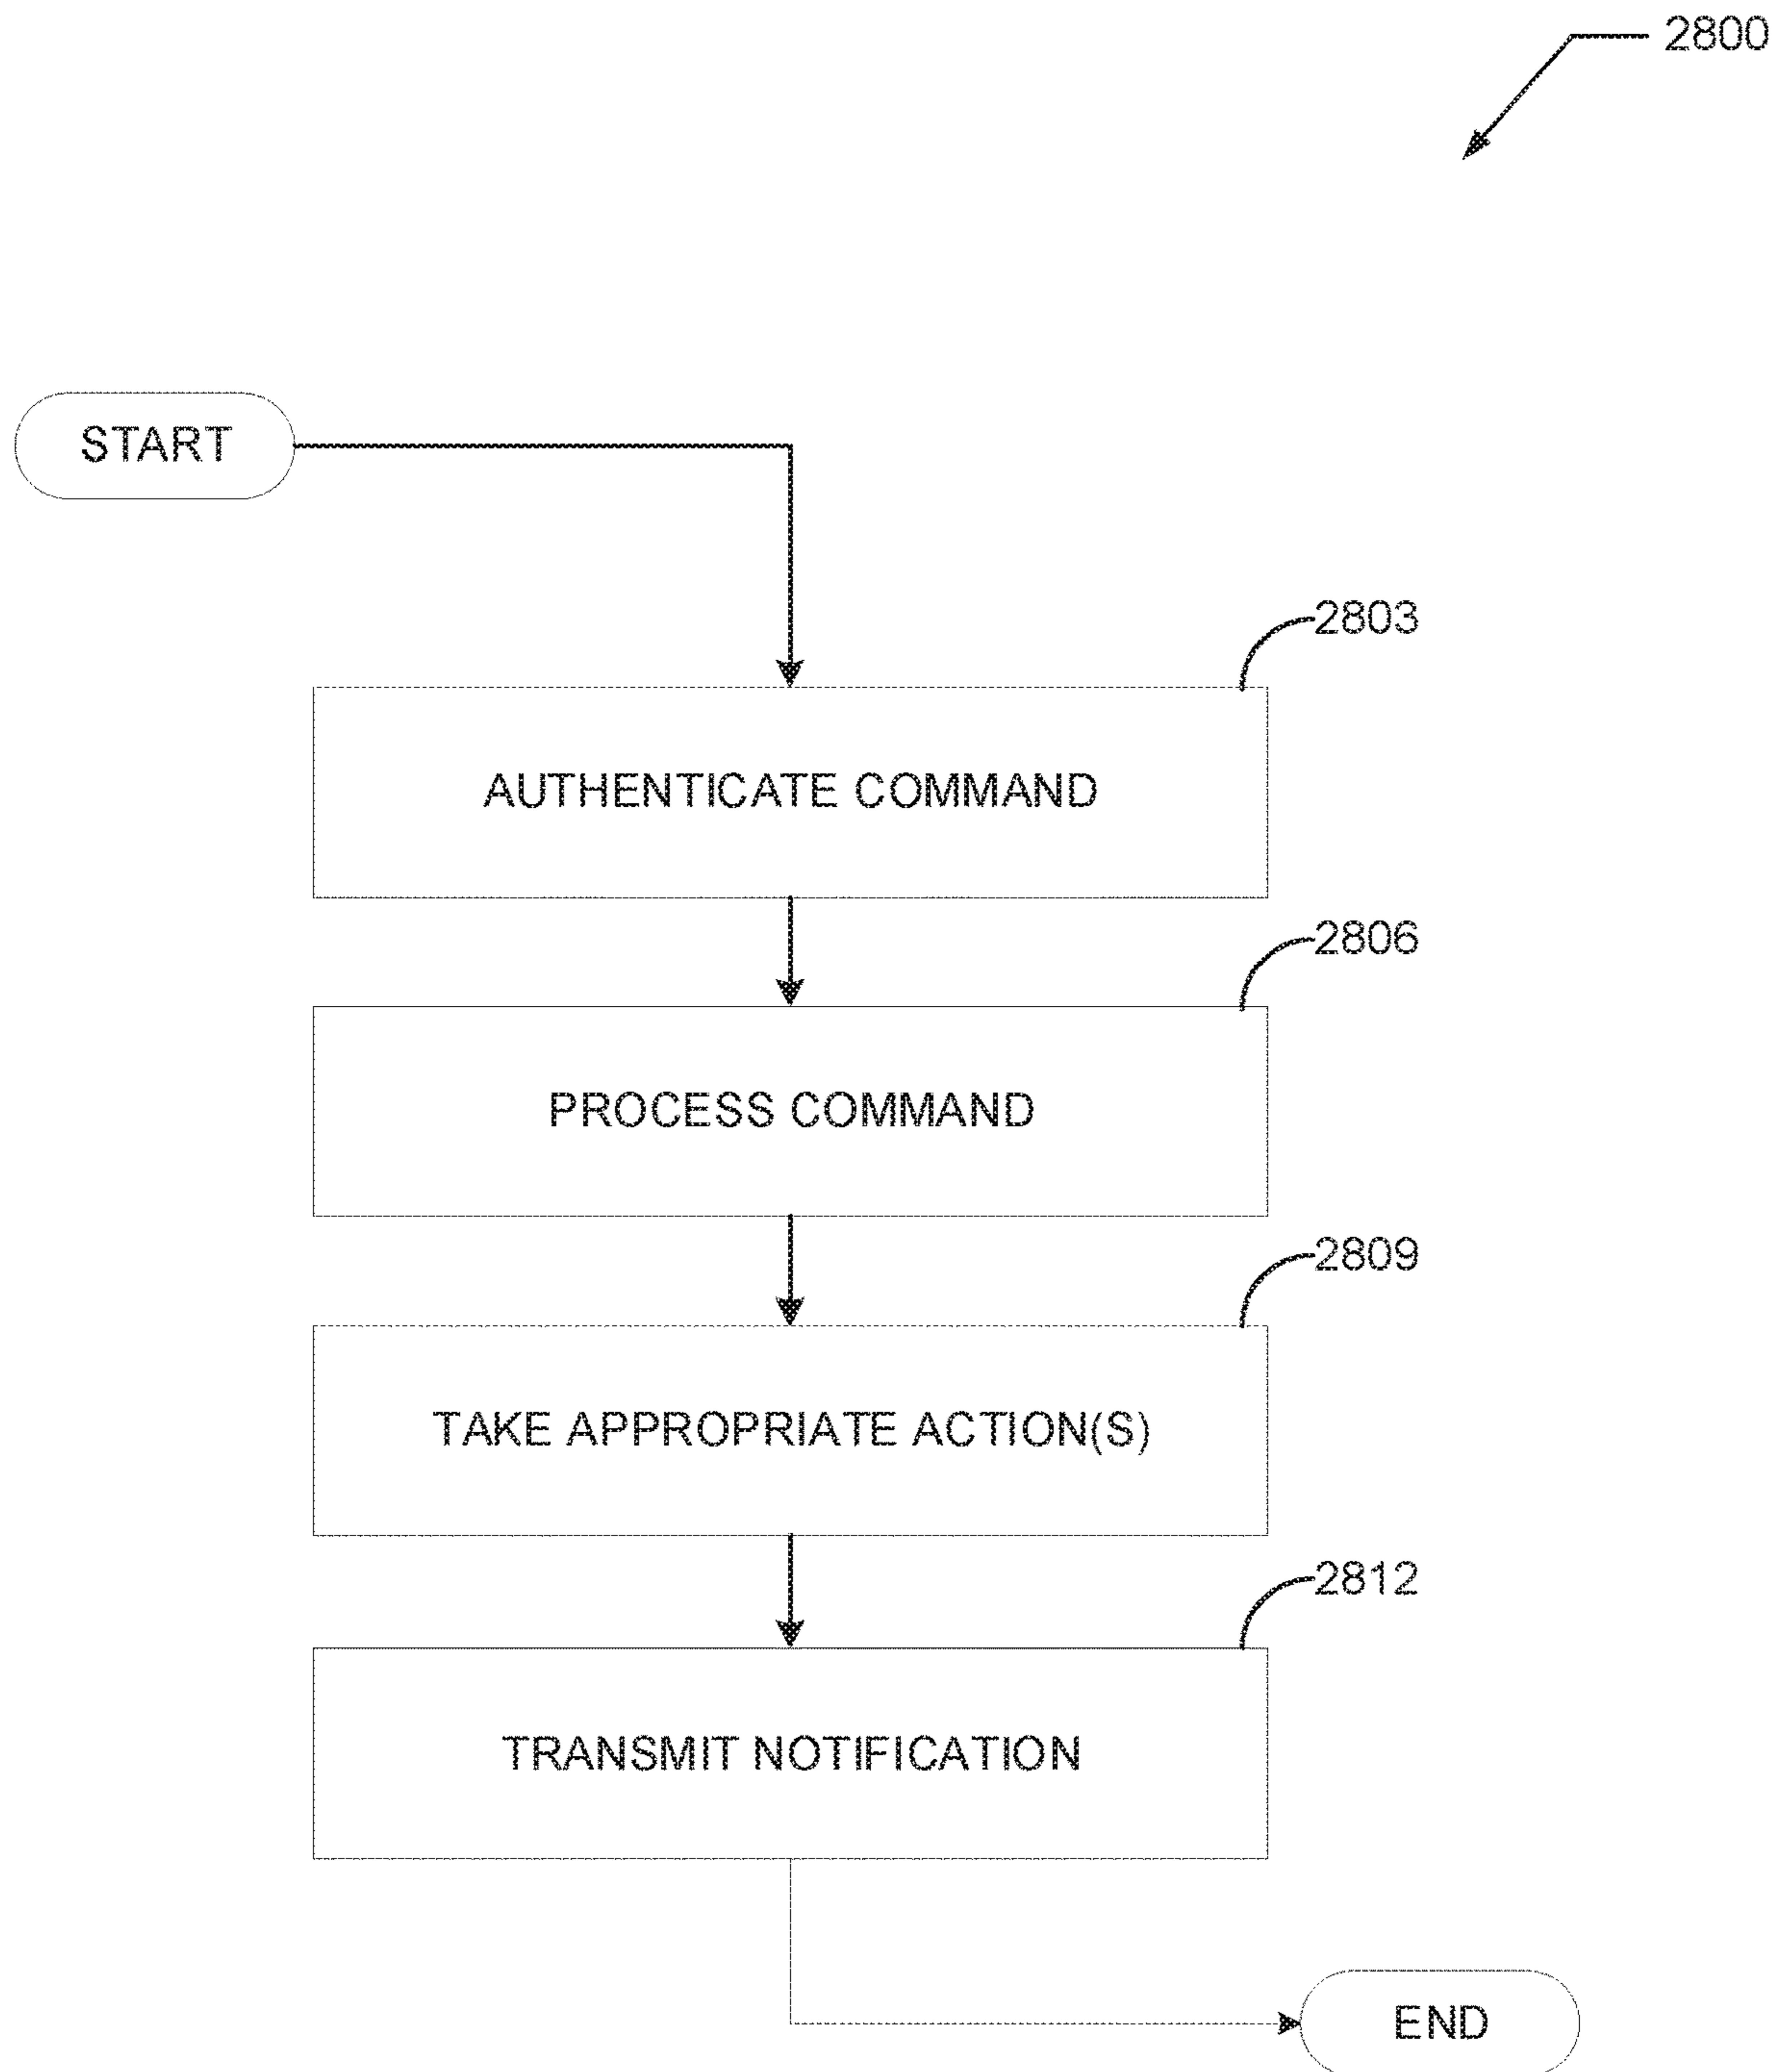 2800
START
2803
AUTHENTICATE COMMAND
2806
PROCESS COMMAND
2809
TAKE APPROPRIATE ACTION(S)
2812
TRANSMIT NOTIFICATION
END